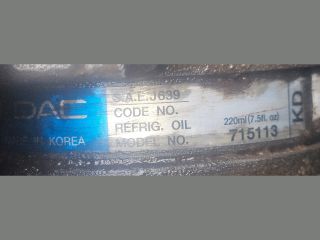 DAC
S.A.E.J639
CODE NO.
REFRIG. OIL 220ml(7.5fl. oz)
IN KOREA
MODEL NO. 715113
KD